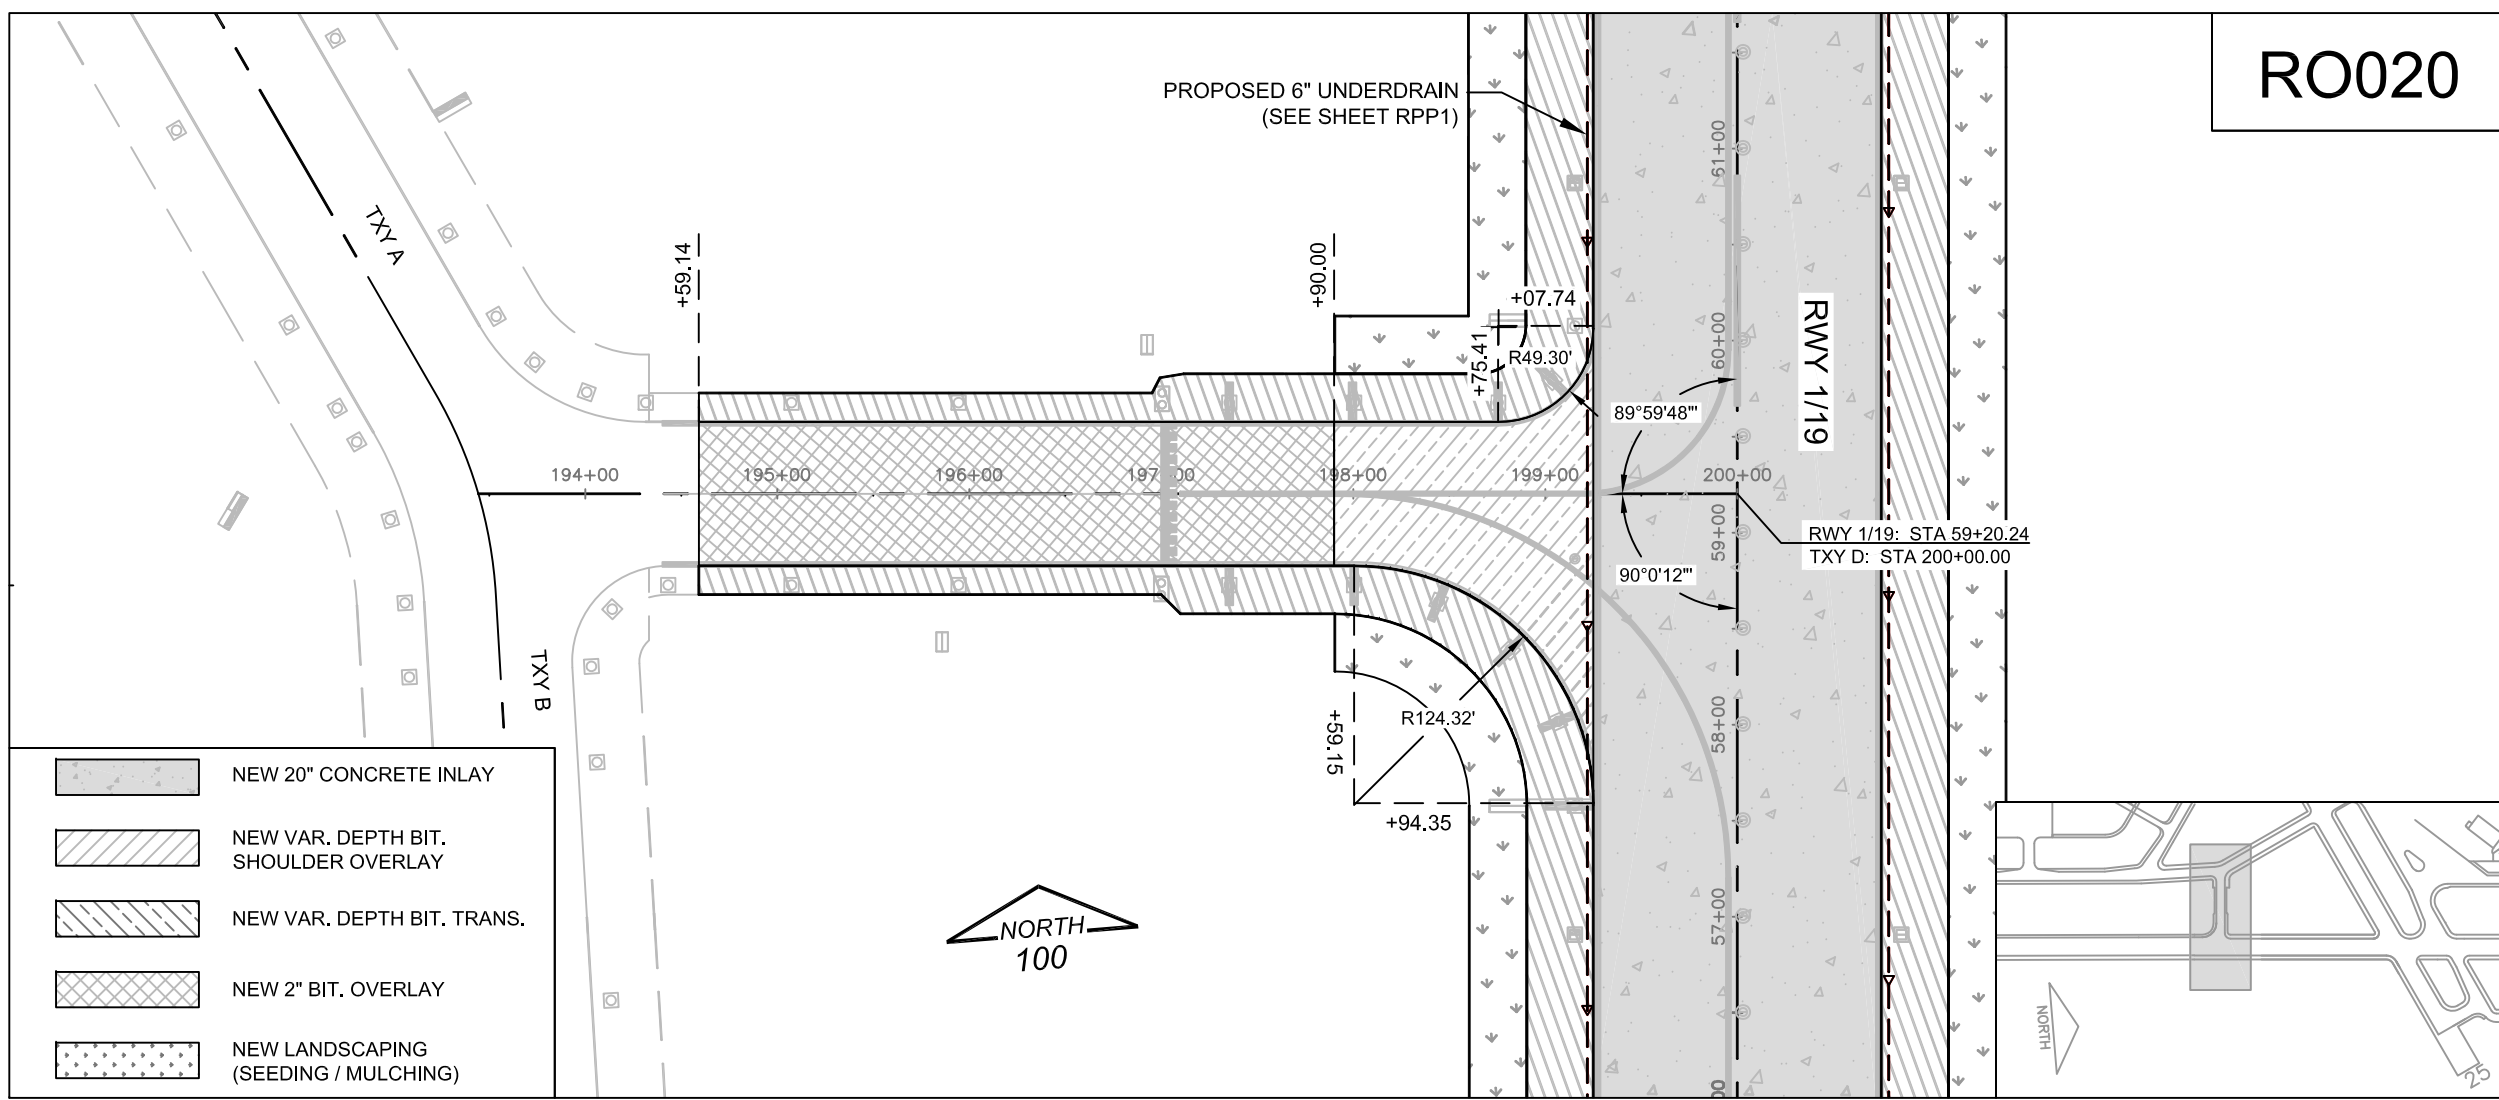 RO020
PROPOSED 6" UNDERDRAIN
(SEE SHEET RPP1)
61+00
TXY A
+59.14
+90.00
+07.74
RWY 1/19
60+00
+75.41
R49.30'
89°59'48'"
194+00
195+00
196+00
197+00
198+00
199+00
200+00
59+00
RWY 1/19: STA 59+20.24
TXY D: STA 200+00.00
90°0'12'"
TXY B
R124.32'
+59.15
58+00
+94.35
57+00
NORTH
100
NEW 20" CONCRETE INLAY
NEW VAR. DEPTH BIT.
SHOULDER OVERLAY
NEW VAR. DEPTH BIT. TRANS.
NEW 2" BIT. OVERLAY
NEW LANDSCAPING
(SEEDING / MULCHING)
NORTH
25